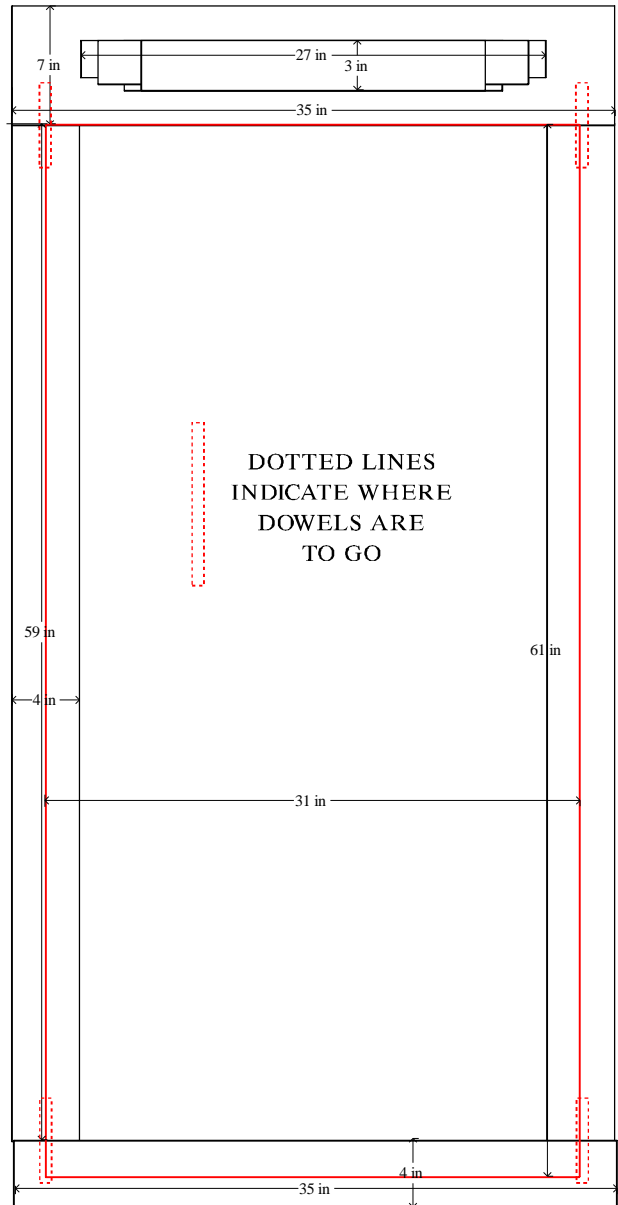 27 in
7 in
3 in
35 in
DOTTED LINES
INDICATE WHERE
DOWELS ARE
TO GO
59 in
61 in
4 in
31 in
4 in
35 in